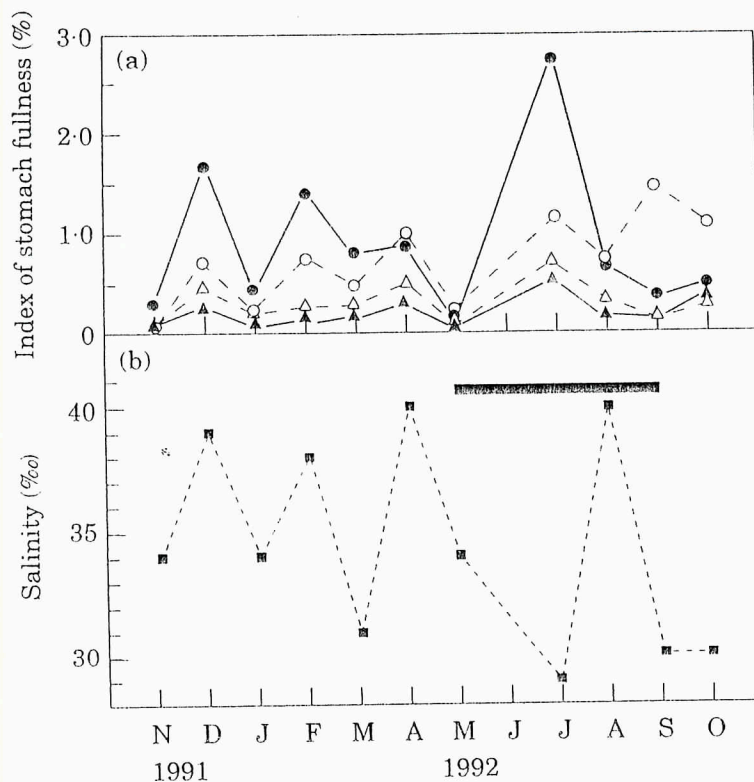 Index of stomach fullness (%)
3·0
(a)
2·0
1·0
0
(b)
Salinity (‰)
40
35
30
N D J F M A M J J A S O
1991 1992